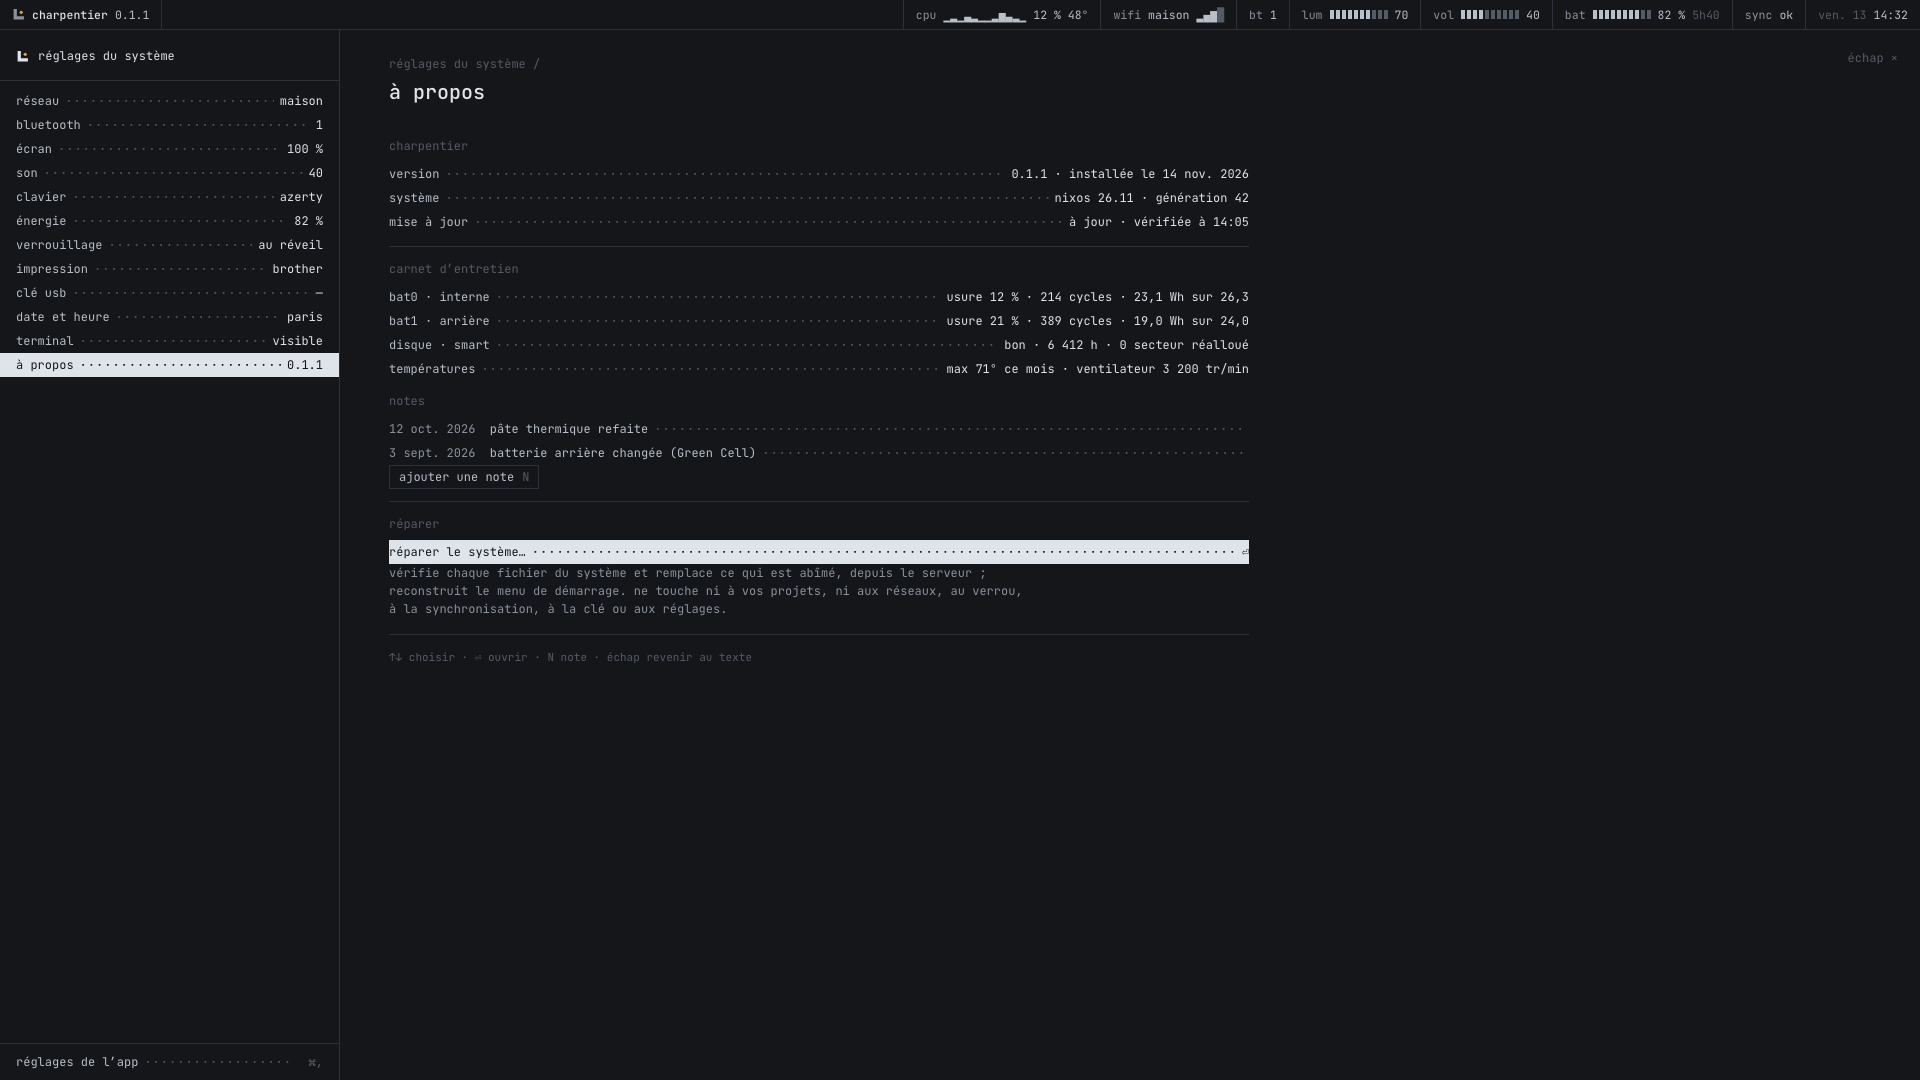 charpentier 0.1.1
cpu 12 % 48°
wifi maison
bt 1
lum 70
vol 40
bat 82 % 5h40
sync ok
ven. 13 14:32
réglages du système
réseau maison
bluetooth 1
écran 100 %
son 40
clavier azerty
énergie 82 %
verrouillage au réveil
impression brother
clé usb —
date et heure paris
terminal visible
à propos 0.1.1
réglages de l’app ⌘,
réglages du système /
échap ×
à propos
charpentier
version 0.1.1 · installée le 14 nov. 2026
système nixos 26.11 · génération 42
mise à jour à jour · vérifiée à 14:05
carnet d’entretien
bat0 · interne usure 12 % · 214 cycles · 23,1 Wh sur 26,3
bat1 · arrière usure 21 % · 389 cycles · 19,0 Wh sur 24,0
disque · smart bon · 6 412 h · 0 secteur réalloué
températures max 71° ce mois · ventilateur 3 200 tr/min
notes
12 oct. 2026 pâte thermique refaite
3 sept. 2026 batterie arrière changée (Green Cell)
ajouter une note N
réparer
réparer le système… ⏎
vérifie chaque fichier du système et remplace ce qui est abîmé, depuis le serveur ;
reconstruit le menu de démarrage. ne touche ni à vos projets, ni aux réseaux, au verrou,
à la synchronisation, à la clé ou aux réglages.
↑↓ choisir · ⏎ ouvrir · N note · échap revenir au texte